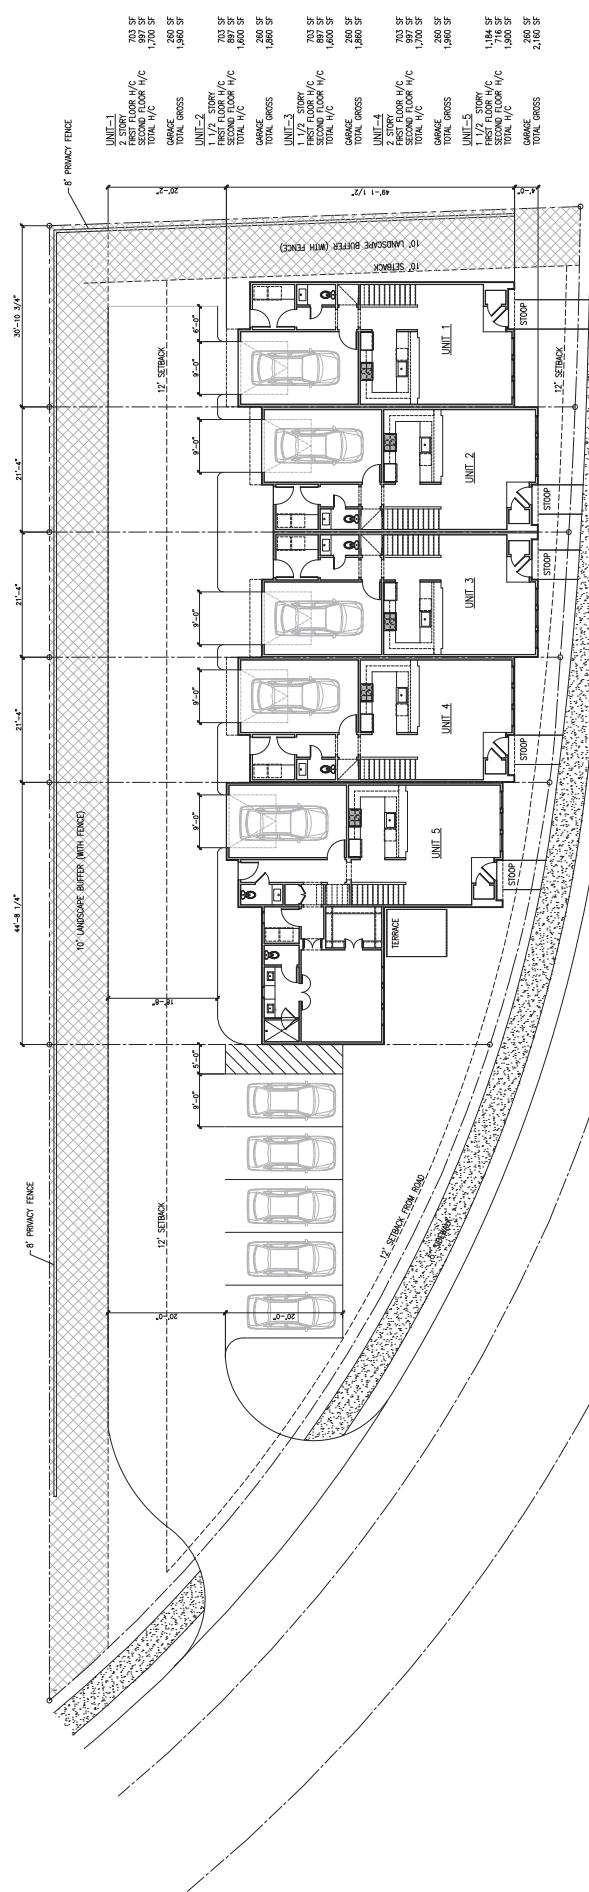 UNIT-1
2 STORY
FIRST FLOOR H/C 703 SF
SECOND FLOOR H/C 997 SF
TOTAL H/C 1,700 SF
GARAGE 260 SF
TOTAL GROSS 1,960 SF
UNIT-2
1 1/2 STORY
FIRST FLOOR H/C 703 SF
SECOND FLOOR H/C 897 SF
TOTAL H/C 1,600 SF
GARAGE 260 SF
TOTAL GROSS 1,860 SF
UNIT-3
1 1/2 STORY
FIRST FLOOR H/C 703 SF
SECOND FLOOR H/C 897 SF
TOTAL H/C 1,600 SF
GARAGE 260 SF
TOTAL GROSS 1,860 SF
UNIT-4
2 STORY
FIRST FLOOR H/C 703 SF
SECOND FLOOR H/C 997 SF
TOTAL H/C 1,700 SF
GARAGE 260 SF
TOTAL GROSS 1,960 SF
UNIT-5
1 1/2 STORY
FIRST FLOOR H/C 1,184 SF
SECOND FLOOR H/C 716 SF
TOTAL H/C 1,900 SF
GARAGE 260 SF
TOTAL GROSS 2,160 SF
8' PRIVACY FENCE
20'-2"
49'-1 1/2"
4'-0"
10' LANDSCAPE BUFFER (WITH FENCE)
10' SETBACK
30'-10 3/4"
12' SETBACK
6'-0"
9'-0"
UNIT 1
STOOP
12' SETBACK
21'-4"
9'-0"
UNIT 2
STOOP
21'-4"
9'-0"
UNIT 3
STOOP
21'-4"
9'-0"
UNIT 4
STOOP
44'-8 1/4"
10' LANDSCAPE BUFFER (WITH FENCE)
9'-0"
UNIT 5
STOOP
TERRACE
18'-8"
5'-0"
9'-0"
8' PRIVACY FENCE
12' SETBACK
12' SETBACK FROM ROAD
SIDEWALK
20'-0"
20'-0"